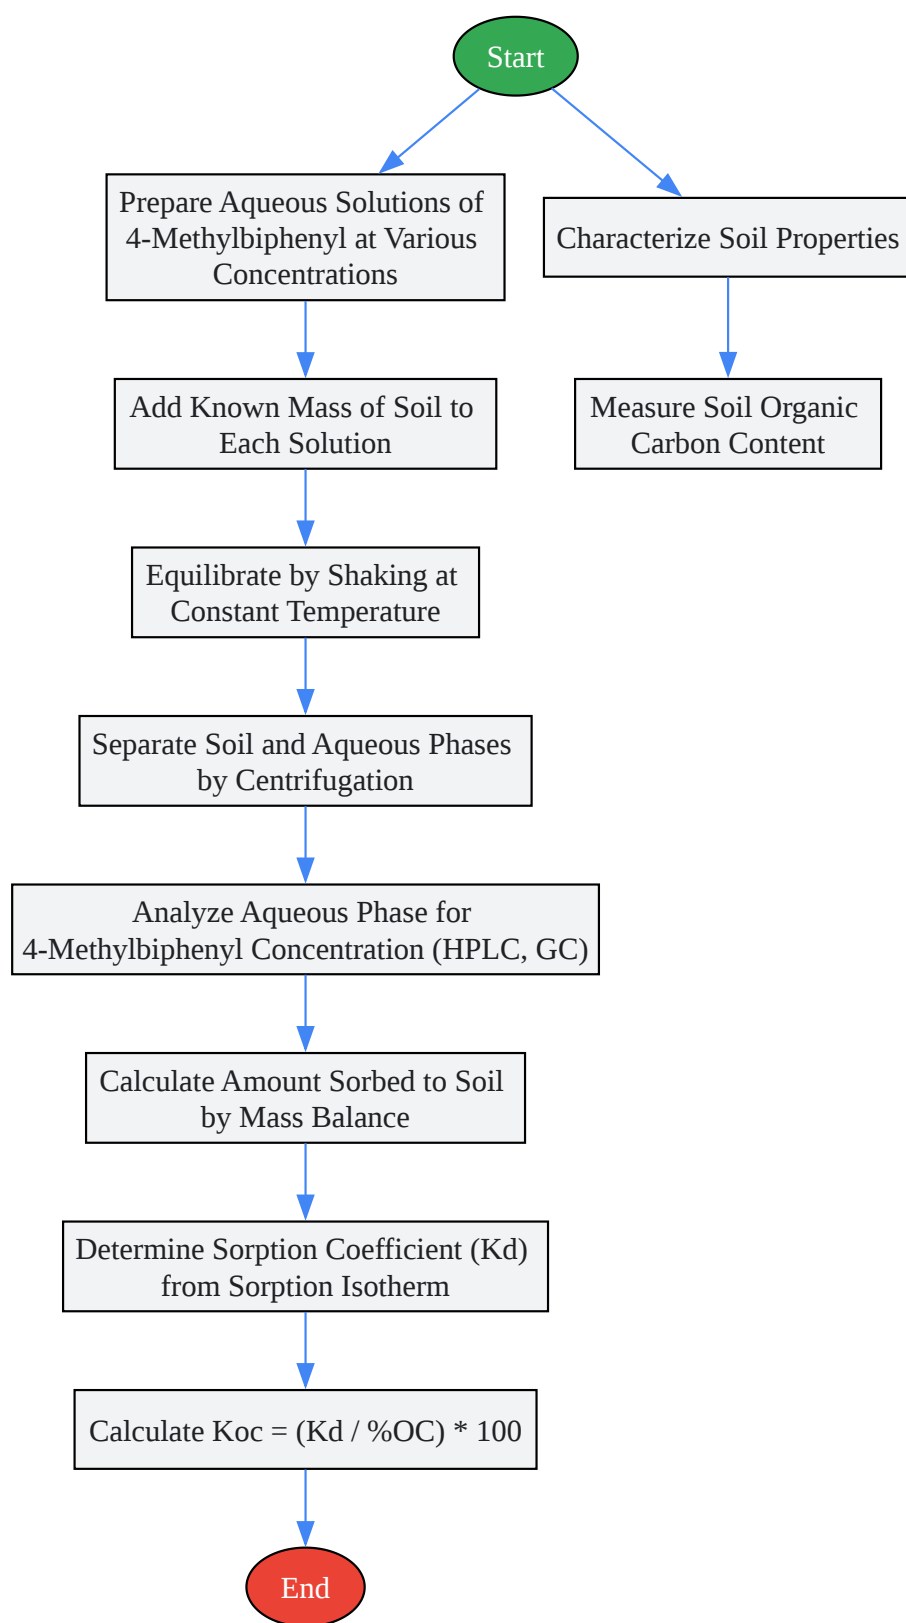 Start
Prepare Aqueous Solutions of
4-Methylbiphenyl at Various
Concentrations
Characterize Soil Properties
Add Known Mass of Soil to
Each Solution
Measure Soil Organic
Carbon Content
Equilibrate by Shaking at
Constant Temperature
Separate Soil and Aqueous Phases
by Centrifugation
Analyze Aqueous Phase for
4-Methylbiphenyl Concentration (HPLC, GC)
Calculate Amount Sorbed to Soil
by Mass Balance
Determine Sorption Coefficient (Kd)
from Sorption Isotherm
Calculate Koc = (Kd / %OC) * 100
End